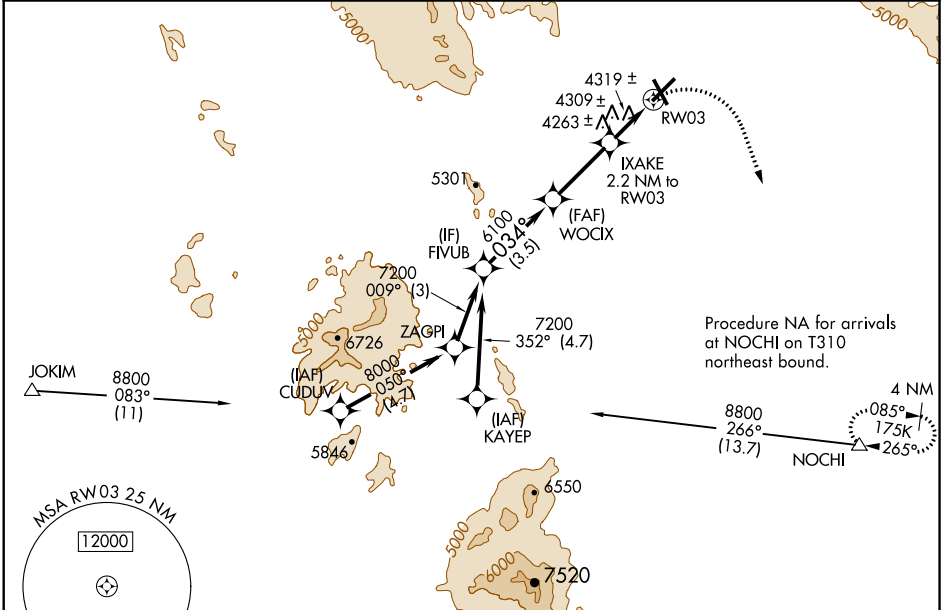 5000
5000
4319 ±
4309 ±
4263 ±
RW03
IXAKE
2.2 NM to
RW03
5301
(FAF)
WOCIX
6100
034°
(3.5)
(IF)
FIVUB
7200
009° (3)
5000
ZAGPI
7200
352° (4.7)
Procedure NA for arrivals
at NOCHI on T310
northeast bound.
6726
(IAF)
CUDUV
8000
050°
(4.7)
JOKIM
8800
083°
(11)
(IAF)
KAYEP
8800
266°
(13.7)
NOCHI
4 NM
085°
175K
265°
5846
6550
5000
6000
7520
MSA RW03 25 NM
12000